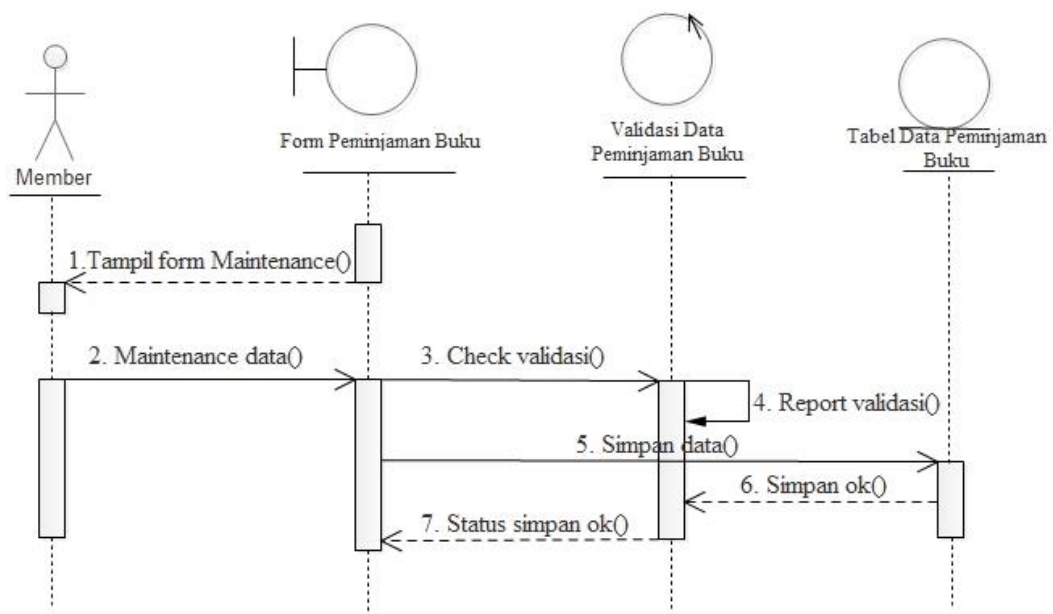 Member
Form Peminjaman Buku
Validasi Data
Peminjaman Buku
Tabel Data Peminjaman
Buku
1.Tampil form Maintenance()
2. Maintenance data()
3. Check validasi()
4. Report validasi()
5. Simpan data()
6. Simpan ok()
7. Status simpan ok()